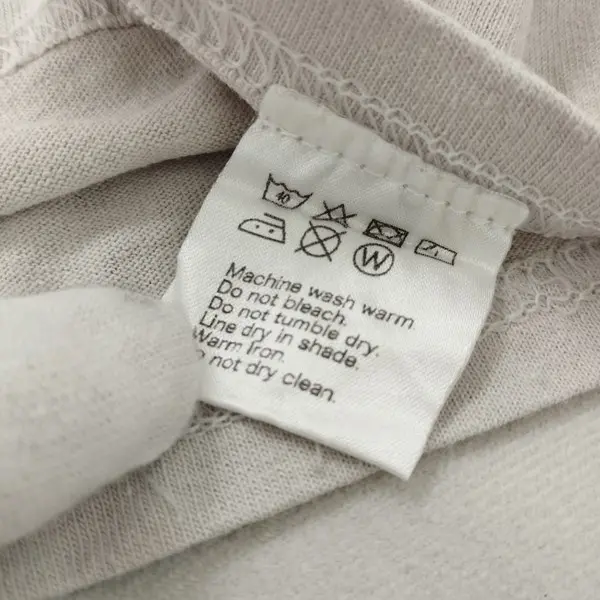 40
W
Machine wash warm
Do not bleach.
Do not tumble dry.
Line dry in shade.
Warm Iron.
not dry clean.